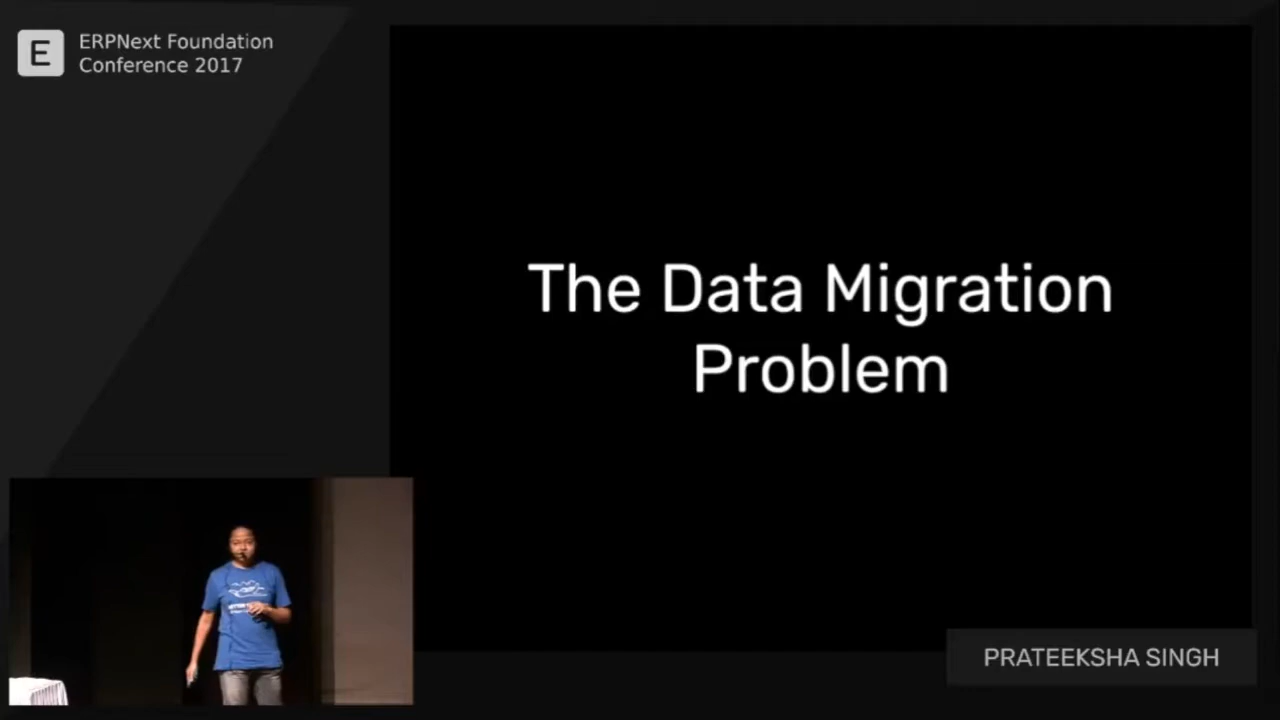 E
ERPNext Foundation
Conference 2017
The Data Migration
Problem
PRATEEKSHA SINGH